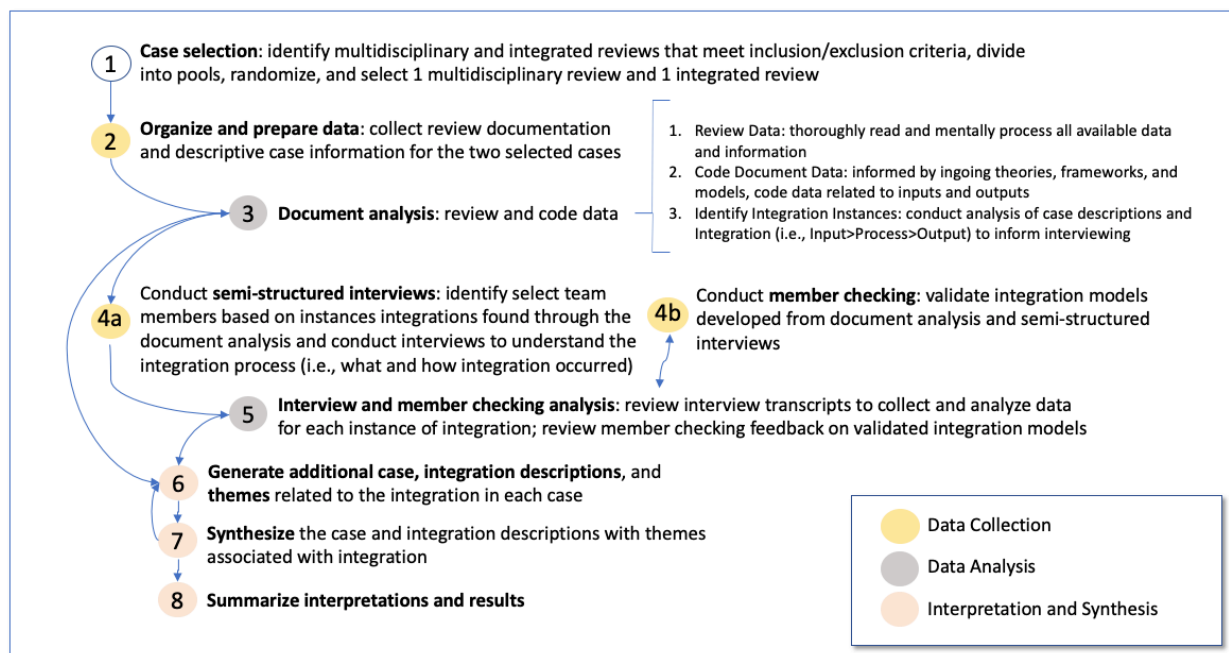 1
Case selection: identify multidisciplinary and integrated reviews that meet inclusion/exclusion criteria, divide
into pools, randomize, and select 1 multidisciplinary review and 1 integrated review
2
Organize and prepare data: collect review documentation
and descriptive case information for the two selected cases
3
Document analysis: review and code data
1. Review Data: thoroughly read and mentally process all available data
and information
2. Code Document Data: informed by ingoing theories, frameworks, and
models, code data related to inputs and outputs
3. Identify Integration Instances: conduct analysis of case descriptions and
Integration (i.e., Input>Process>Output) to inform interviewing
4a
Conduct semi-structured interviews: identify select team
members based on instances integrations found through the
document analysis and conduct interviews to understand the
integration process (i.e., what and how integration occurred)
4b
Conduct member checking: validate integration models
developed from document analysis and semi-structured
interviews
5
Interview and member checking analysis: review interview transcripts to collect and analyze data
for each instance of integration; review member checking feedback on validated integration models
6
Generate additional case, integration descriptions, and
themes related to the integration in each case
7
Synthesize the case and integration descriptions with themes
associated with integration
8
Summarize interpretations and results
Data Collection
Data Analysis
Interpretation and Synthesis